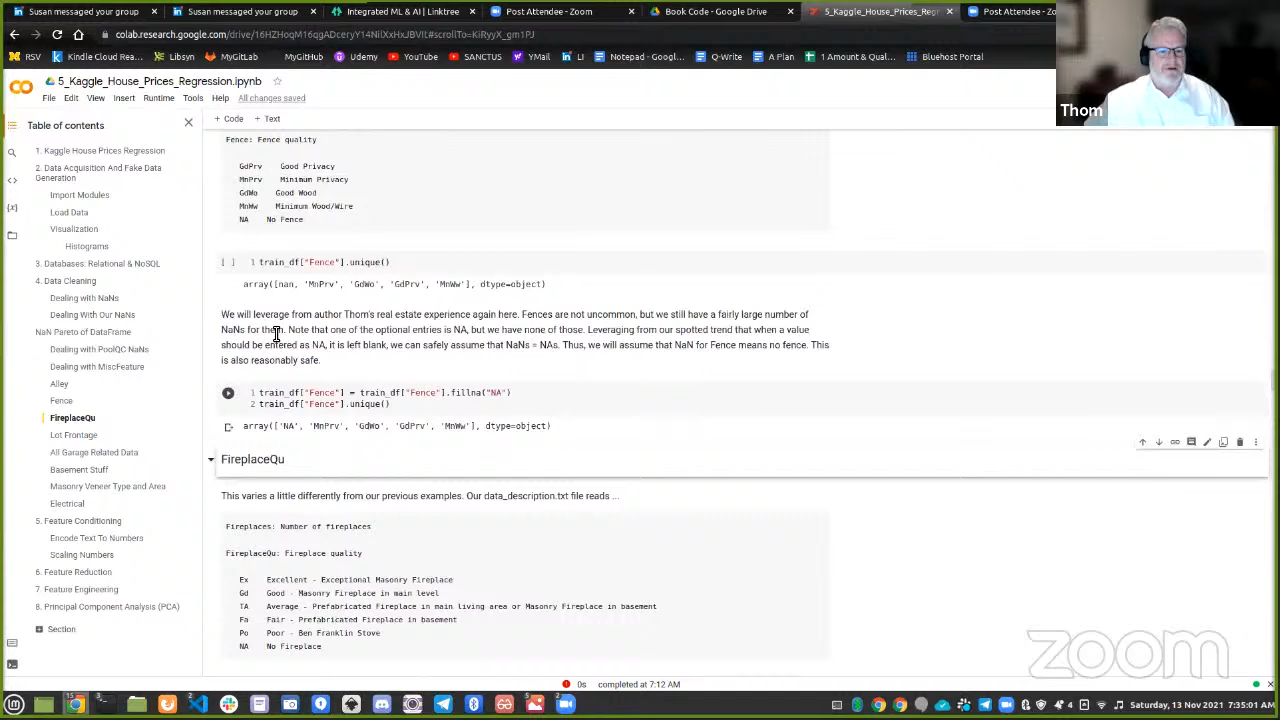 Susan managed your group
Susan managed your group
Integrated ML & AI | Linktree
Post Attendee - Zoom
Book Code - Google Drive
5_Kaggle_House_Prices_Reg
Post Attendee - Zoo
colab.research.google.com/drive/
RSV
Kindle Cloud Rea...
Libsyn
GitLab
MyGitLab
MyGitHub
Udemy
YouTube
SANCTUS
YMail
LI
Notepad - Googl...
Q-Write
A Plan
1 Amount & Qual...
Bluehost Panel
5_Kaggle_House_Prices_Regression.ipynb
File Edit View Insert Runtime Tools Help All changes saved
Thom
Table of contents
+ Code + Text
1. Kaggle House Prices Regression
2. Data Acquisition And Fake Data
Generation
Import Modules
Load Data
Visualization
Histograms
3. Databases: Relational & NoSQL
4. Data Cleaning
Dealing with NaNs
Dealing With Our NaNs
NaN Pareto of DataFrame
Dealing with PoolQC NaNs
Dealing with MiscFeature
Alley
Fence
FireplaceQu
Lot Frontage
All Garage Related Data
Basement Stuff
Masonry Veneer Type and Area
Electrical
5. Feature Conditioning
Encode Text To Numbers
Scaling Numbers
6. Feature Reduction
7. Feature Engineering
8. Principal Component Analysis (PCA)
Section
Fence: Fence quality
GdPrv Good Privacy
MnPrv Minimum Privacy
GdWo Good Wood
MnWw Minimum Wood/Wire
NA No Fence
[ ] 1 train_df["Fence"].unique()
array([nan, 'MnPrv', 'GdWo', 'GdPrv', 'MnWw'], dtype=object)
We will leverage from author Thom's real estate experience again here. Fences are not uncommon, but we still have a fairly large number of
NaNs for them. Note that one of the optional entries is NA, but we have none of those. Leveraging from our spotted trend that when a value
should be entered as NA, it is left blank, we can safely assume that NaNs = NAs. Thus, we will assume that NaN for Fence means no fence. This
is also reasonably safe.
1 train_df["Fence"] = train_df["Fence"].fillna("NA")
2 train_df["Fence"].unique()
array(['NA', 'MnPrv', 'GdWo', 'GdPrv', 'MnWw'], dtype=object)
FireplaceQu
This varies a little differently from our previous examples. Our data_description.txt file reads ...
Fireplaces: Number of fireplaces
FireplaceQu: Fireplace quality
Ex Excellent - Exceptional Masonry Fireplace
Gd Good - Masonry Fireplace in main level
TA Average - Prefabricated Fireplace in main living area or Masonry Fireplace in basement
Fa Fair - Prefabricated Fireplace in basement
Po Poor - Ben Franklin Stove
NA No Fireplace
zoom
0s completed at 7:12 AM
4 Saturday, 13 Nov 2021, 7:35:01 AM